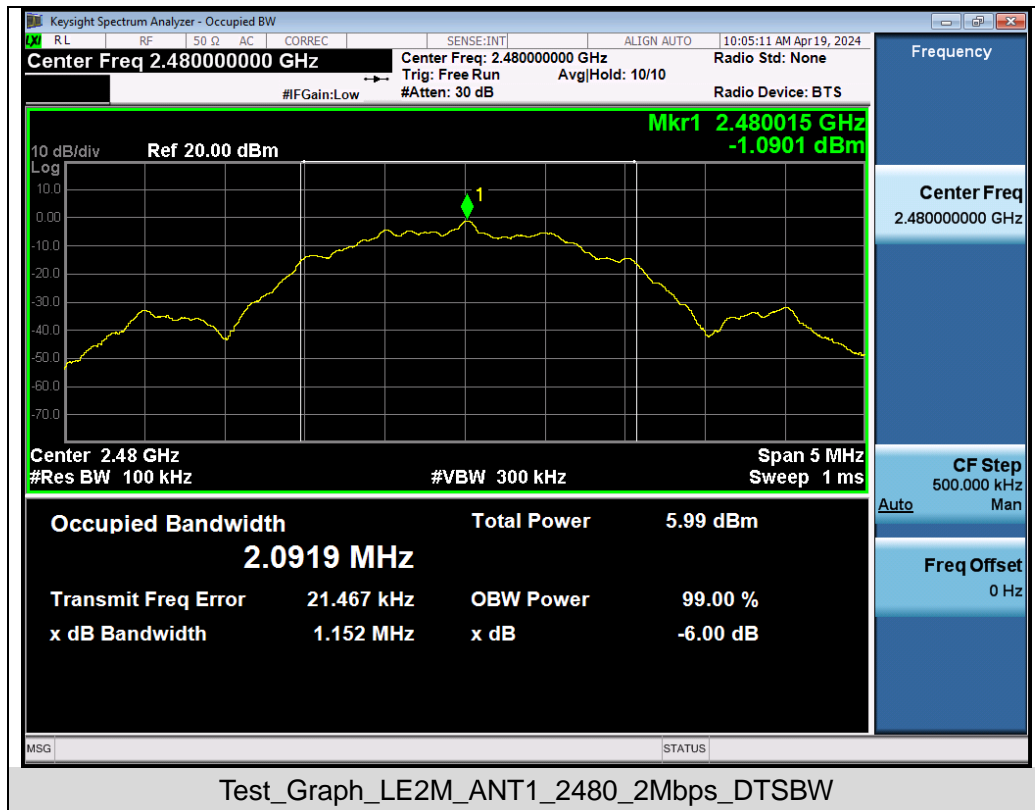 Keysight Spectrum Analyzer - Occupied BW
LXI RL RF 50 Ω AC CORREC SENSE:INT ALIGN AUTO 10:05:11 AM Apr 19, 2024
Center Freq 2.480000000 GHz
Center Freq: 2.480000000 GHz Radio Std: None
Trig: Free Run Avg|Hold: 10/10
#IFGain:Low #Atten: 30 dB Radio Device: BTS
Mkr1 2.480015 GHz
10 dB/div Ref 20.00 dBm -1.0901 dBm
Log
10.0
1
0.00
-10.0
-20.0
-30.0
-40.0
-50.0
-60.0
-70.0
Center 2.48 GHz Span 5 MHz
#Res BW 100 kHz #VBW 300 kHz Sweep 1 ms
Occupied Bandwidth Total Power 5.99 dBm
2.0919 MHz
Transmit Freq Error 21.467 kHz OBW Power 99.00 %
x dB Bandwidth 1.152 MHz x dB -6.00 dB
MSG STATUS
Frequency
Center Freq
2.480000000 GHz
CF Step
500.000 kHz
Auto Man
Freq Offset
0 Hz
Test_Graph_LE2M_ANT1_2480_2Mbps_DTSBW